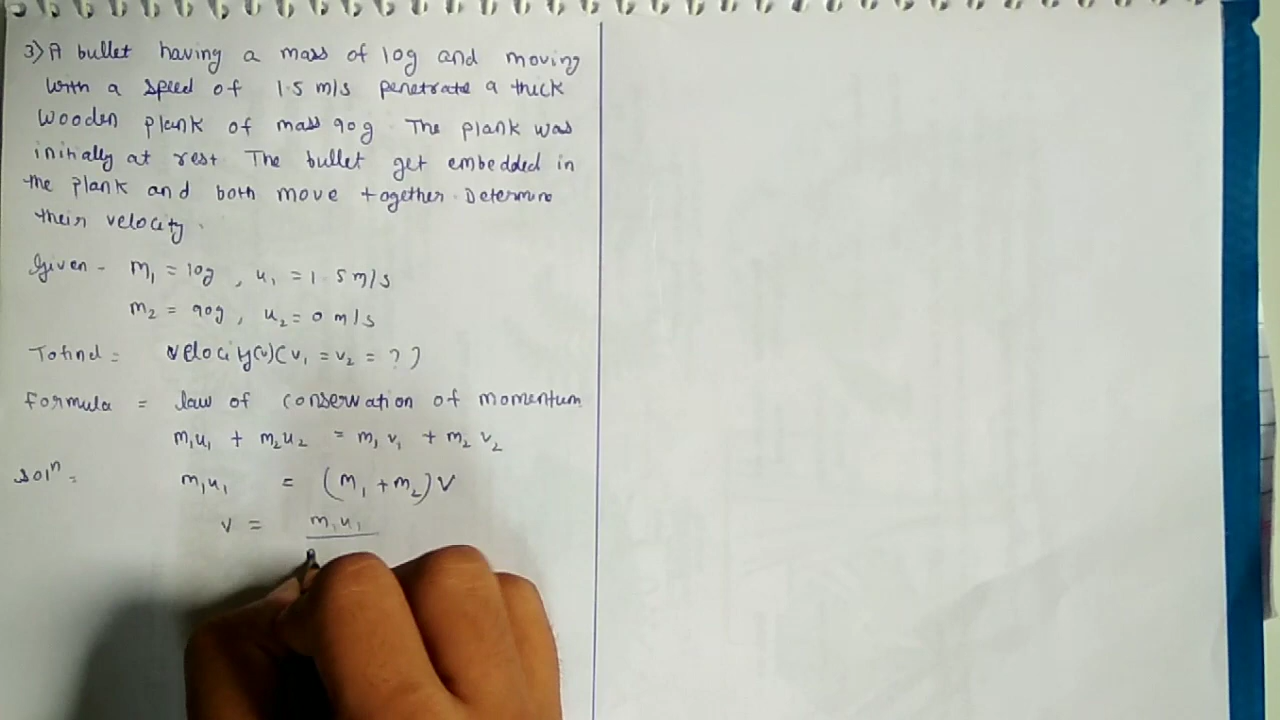 3) A bullet having a mass of 10g and moving
with a speed of 1.5 m/s penetrate a thick
wooden plank of mass 90g. The plank was
initially at rest. The bullet get embedded in
the plank and both move together. Determine
their velocity.
Given - m₁ = 10g, u₁ = 1.5 m/s
m₂ = 90g, u₂ = 0 m/s
To find = velocity(v) (v₁ = v₂ = ??)
Formula = law of conservation of momentum.
m₁u₁ + m₂u₂ = m₁v₁ + m₂v₂
Solⁿ = m₁u₁ = (m₁ + m₂)v
v = m₁u₁